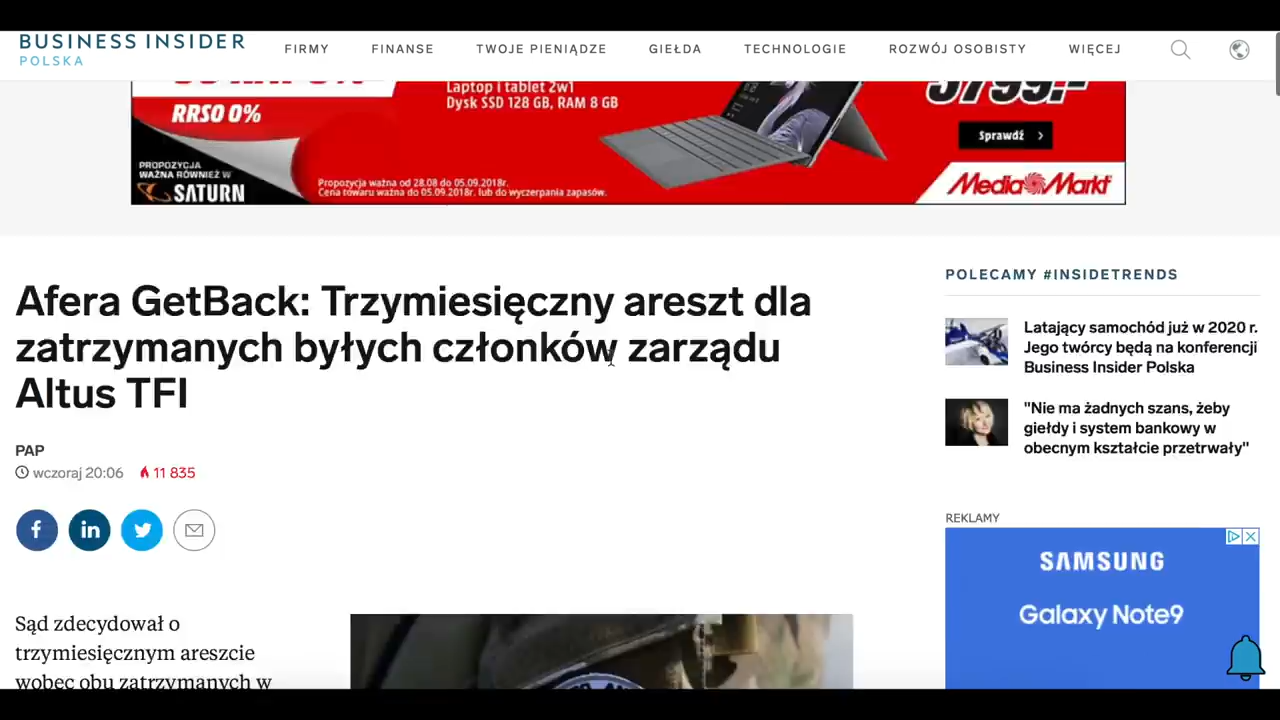 BUSINESS INSIDER
POLSKA
FIRMY
FINANSE
TWOJE PIENIĄDZE
GIEŁDA
TECHNOLOGIE
ROZWÓJ OSOBISTY
WIĘCEJ
RRSO 0%
PROPOZYCJA
WAŻNA RÓWNIEŻ W
SATURN
Laptop i tablet 2w1
Dysk SSD 128 GB, RAM 8 GB
Propozycja ważna od 28.08 do 05.09.2018r.
Cena towaru ważna do 05.09.2018r. lub do wyczerpania zapasów.
3799.-
Sprawdź
Media Markt
Afera GetBack: Trzymiesięczny areszt dla
zatrzymanych byłych członków zarządu
Altus TFI
PAP
wczoraj 20:06 11 835
f
in
Sąd zdecydował o
trzymiesięcznym areszcie
wobec obu zatrzymanych w
POLECAMY #INSIDETRENDS
Latający samochód już w 2020 r.
Jego twórcy będą na konferencji
Business Insider Polska
"Nie ma żadnych szans, żeby
giełdy i system bankowy w
obecnym kształcie przetrwały"
REKLAMY
SAMSUNG
Galaxy Note9